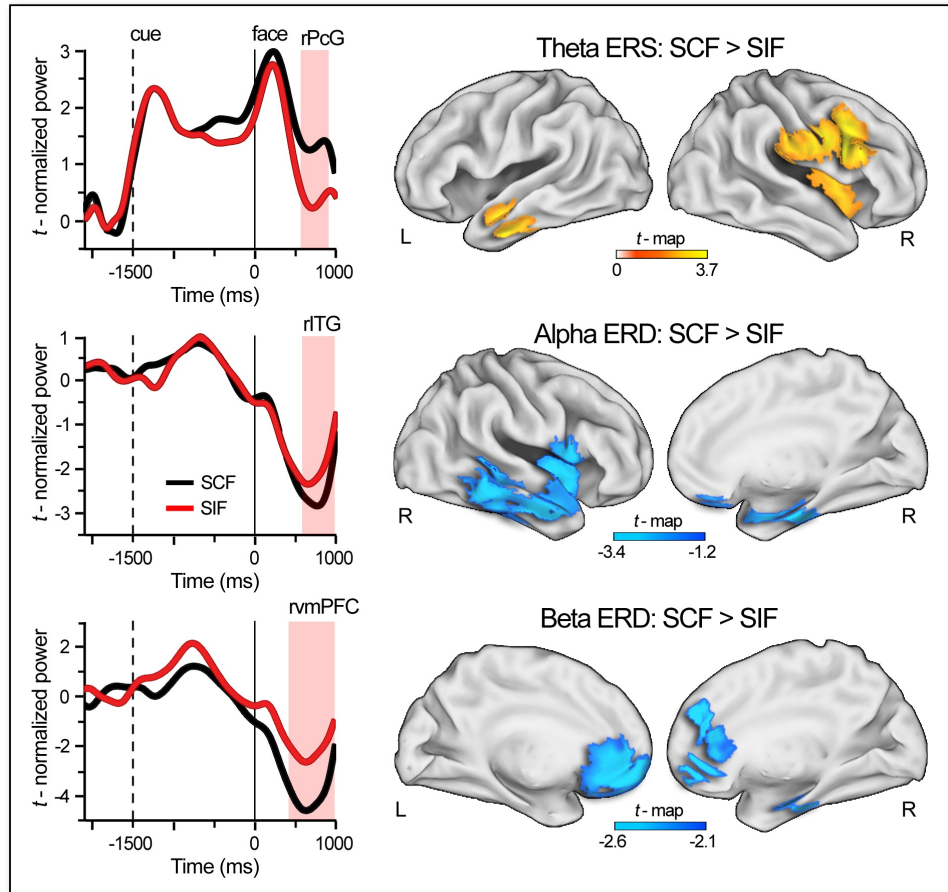 cue
face
rPcG
t - normalized power
3
2
1
0
-1500
0
1000
Time (ms)
Theta ERS: SCF > SIF
L
R
t - map
0
3.7
rITG
t - normalized power
1
0
-1
-2
-3
SCF
SIF
-1500
0
1000
Time (ms)
Alpha ERD: SCF > SIF
R
R
t - map
-3.4
-1.2
rvmPFC
t - normalized power
2
0
-2
-4
-1500
0
1000
Time (ms)
Beta ERD: SCF > SIF
L
R
t - map
-2.6
-2.1